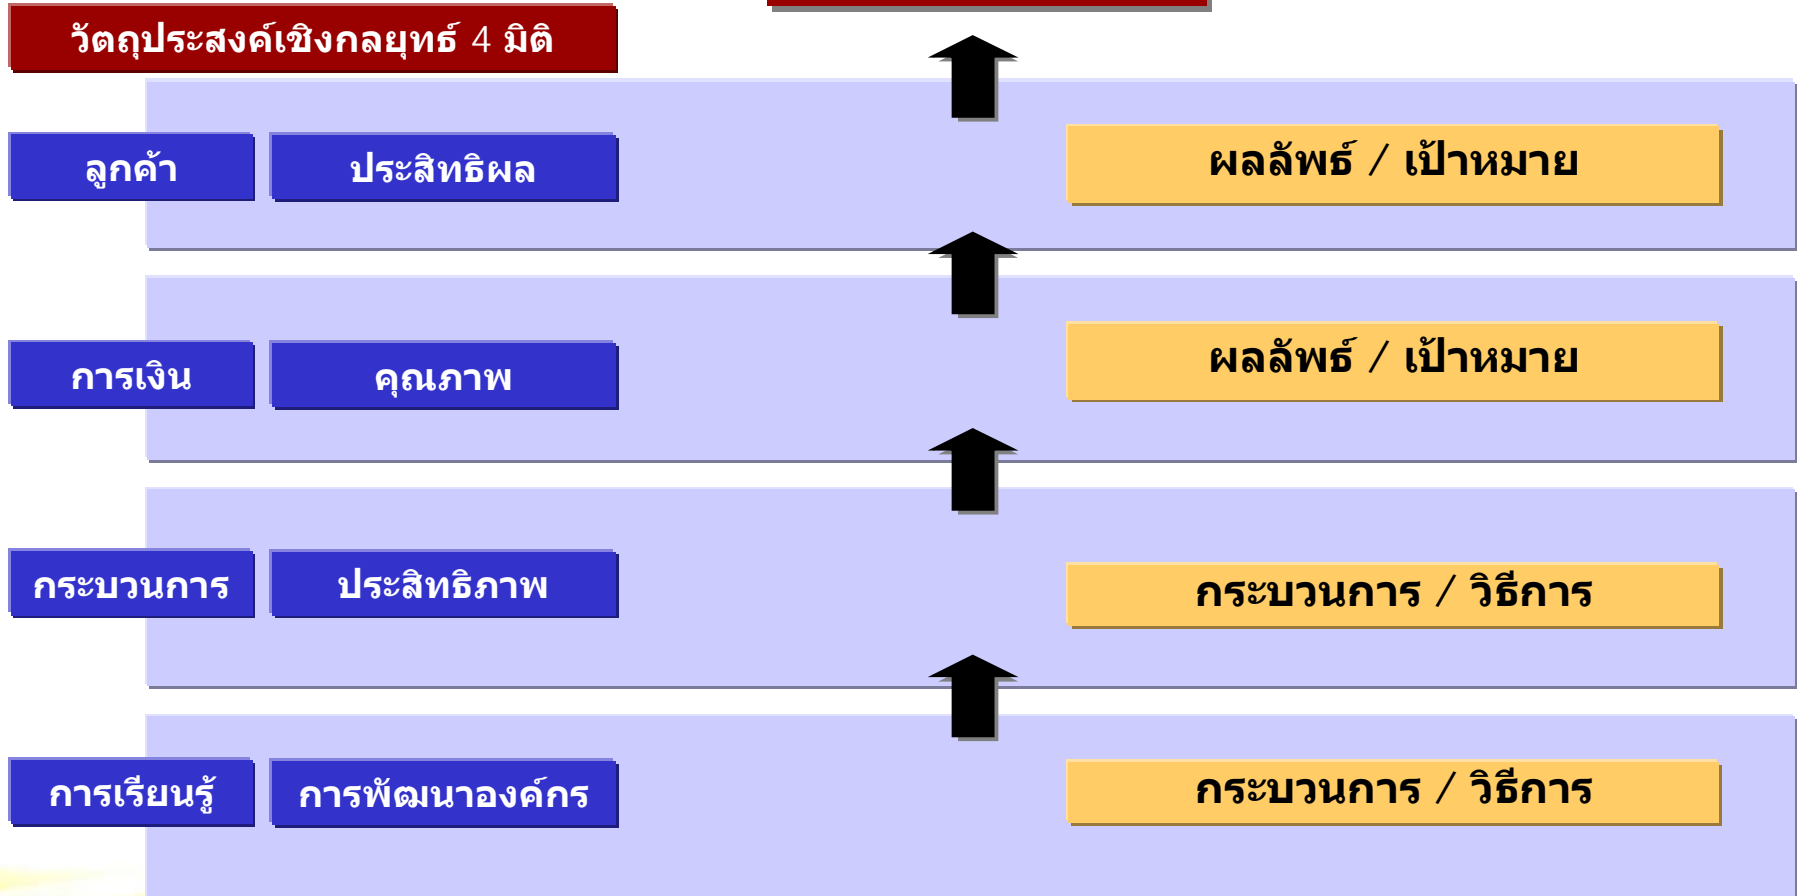 วัตถุประสงค์เชิงกลยุทธ์ 4 มิติ
ลูกค้า ประสิทธิผล ผลลัพธ์ / เป้าหมาย
การเงิน คุณภาพ ผลลัพธ์ / เป้าหมาย
กระบวนการ ประสิทธิภาพ กระบวนการ / วิธีการ
การเรียนรู้ การพัฒนาองค์กร กระบวนการ / วิธีการ